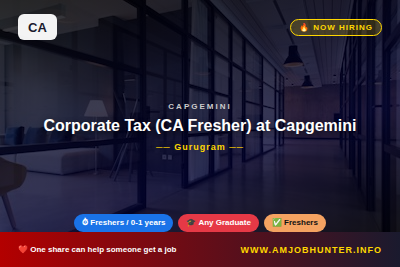 CA
🔥 NOW HIRING
CAPGEMINI
Corporate Tax (CA Fresher) at Capgemini
— Gurugram —
⏱ Freshers / 0-1 years
🎓 Any Graduate
✅ Freshers
❤️ One share can help someone get a job
WWW.AMJOBHUNTER.INFO